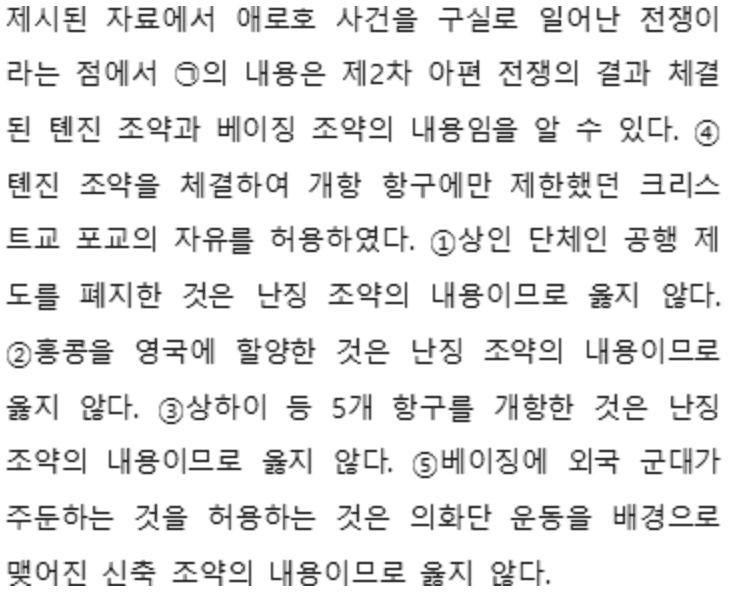 제시된 자료에서 애로호 사건을 구실로 일어난 전쟁이
라는 점에서 ㉠의 내용은 제2차 아편 전쟁의 결과 체결
된 톈진 조약과 베이징 조약의 내용임을 알 수 있다. ④
톈진 조약을 체결하여 개항 항구에만 제한했던 크리스
트교 포교의 자유를 허용하였다. ①상인 단체인 공행 제
도를 폐지한 것은 난징 조약의 내용이므로 옳지 않다.
②홍콩을 영국에 할양한 것은 난징 조약의 내용이므로
옳지 않다. ③상하이 등 5개 항구를 개항한 것은 난징
조약의 내용이므로 옳지 않다. ⑤베이징에 외국 군대가
주둔하는 것을 허용하는 것은 의화단 운동을 배경으로
맺어진 신축 조약의 내용이므로 옳지 않다.